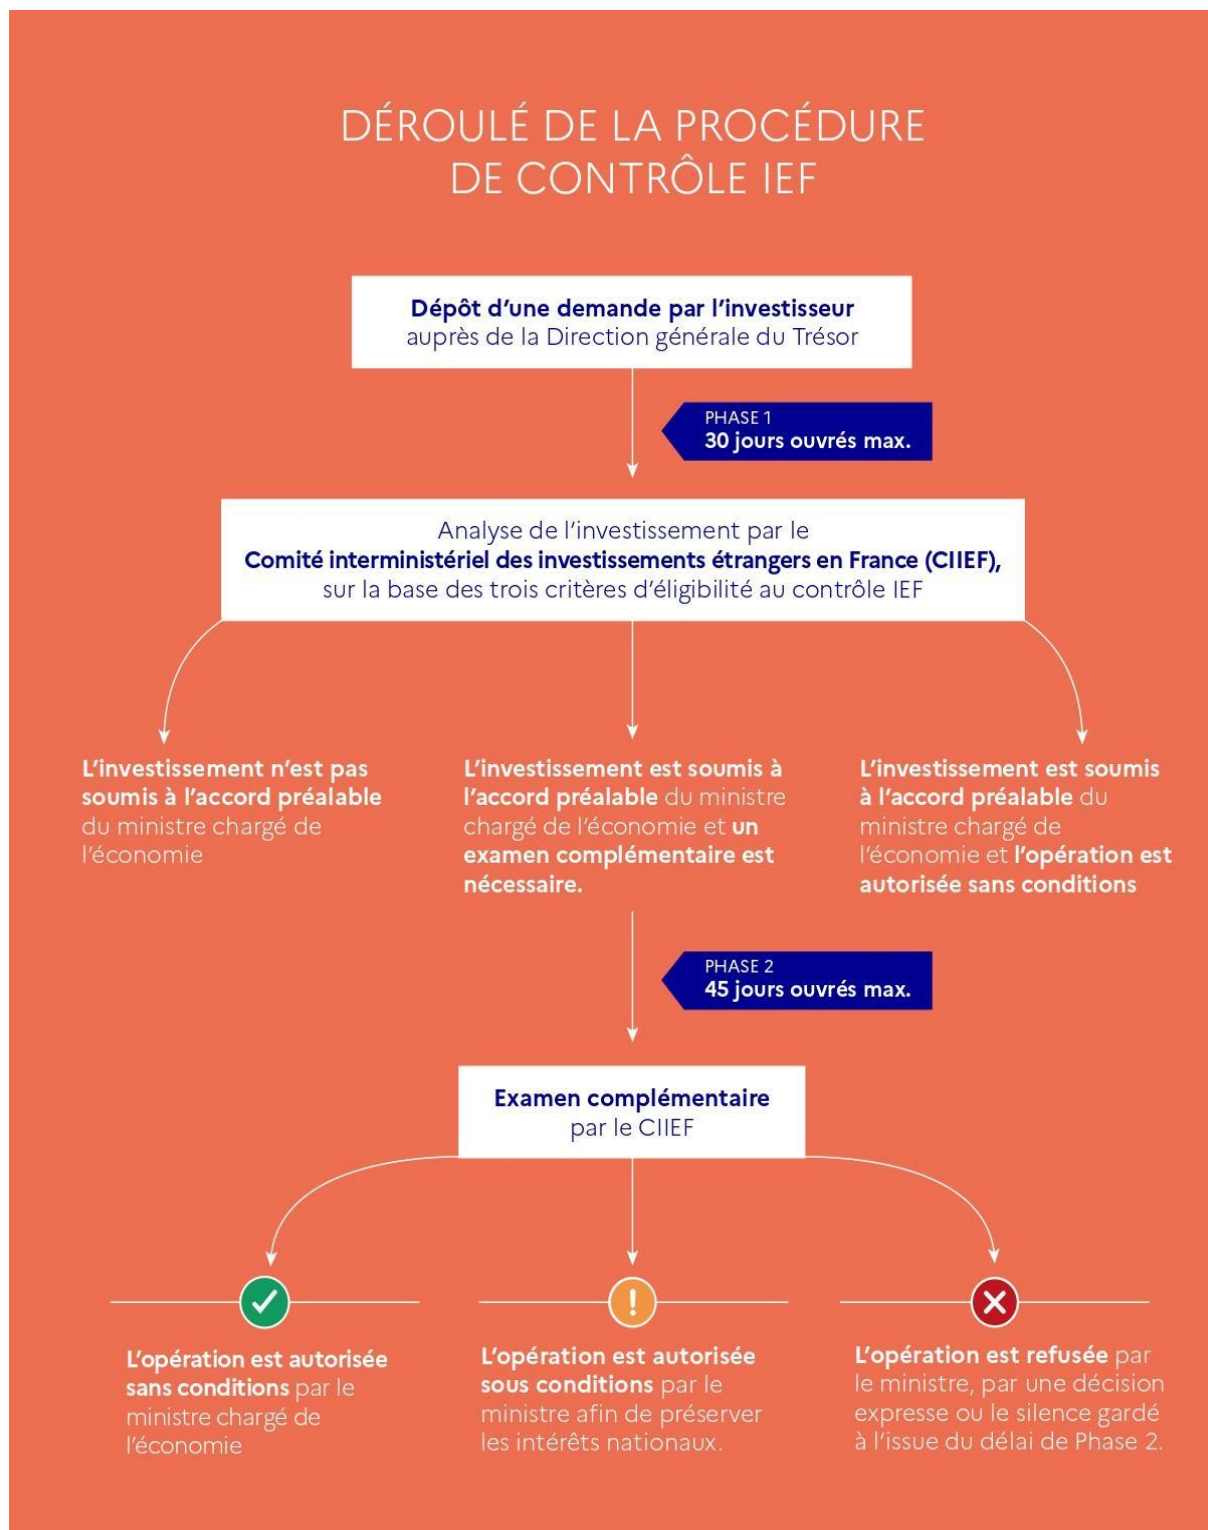 DÉROULÉ DE LA PROCÉDURE
DE CONTRÔLE IEF
Dépôt d’une demande par l’investisseur
auprès de la Direction générale du Trésor
PHASE 1
30 jours ouvrés max.
Analyse de l’investissement par le
Comité interministériel des investissements étrangers en France (CIIEF),
sur la base des trois critères d’éligibilité au contrôle IEF
L’investissement n’est pas
soumis à l’accord préalable
du ministre chargé de
l’économie
L’investissement est soumis à
l’accord préalable du ministre
chargé de l’économie et un
examen complémentaire est
nécessaire.
L’investissement est soumis
à l’accord préalable du
ministre chargé de
l’économie et l’opération est
autorisée sans conditions
PHASE 2
45 jours ouvrés max.
Examen complémentaire
par le CIIEF
L’opération est autorisée
sans conditions par le
ministre chargé de
l’économie
L’opération est autorisée
sous conditions par le
ministre afin de préserver
les intérêts nationaux.
L’opération est refusée par
le ministre, par une décision
expresse ou le silence gardé
à l’issue du délai de Phase 2.